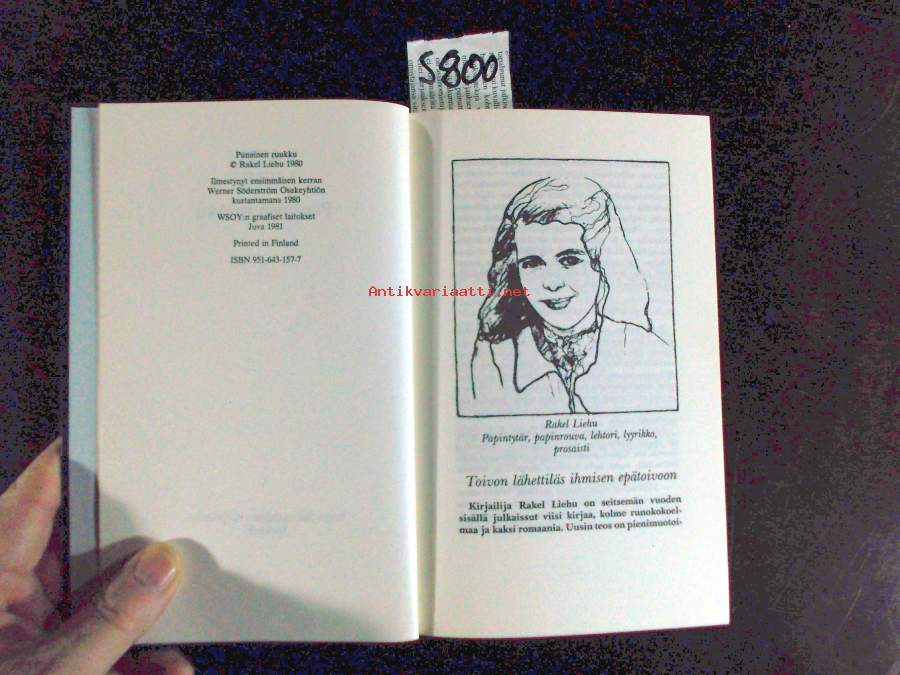 S800
Punainen ruukku
© Rakel Liehu 1980
Ilmestynyt ensimmäisen kerran
Werner Söderström Osakeyhtiön
kustantamana 1980
WSOY:n graafiset laitokset
Juva 1981
Printed in Finland
ISBN 951-643-157-7
Antikvariaatti.net
Rakel Liehu
Papintytär, papinrouva, lehtori, lyyrikko,
prosaisti
Toivon lähettiläs ihmisen epätoivoon
Kirjailija Rakel Liehu on seitsemän vuoden
sisällä julkaissut viisi kirjaa, kolme runokokoel-
maa ja kaksi romaania. Uusin teos on pienimuotoi-